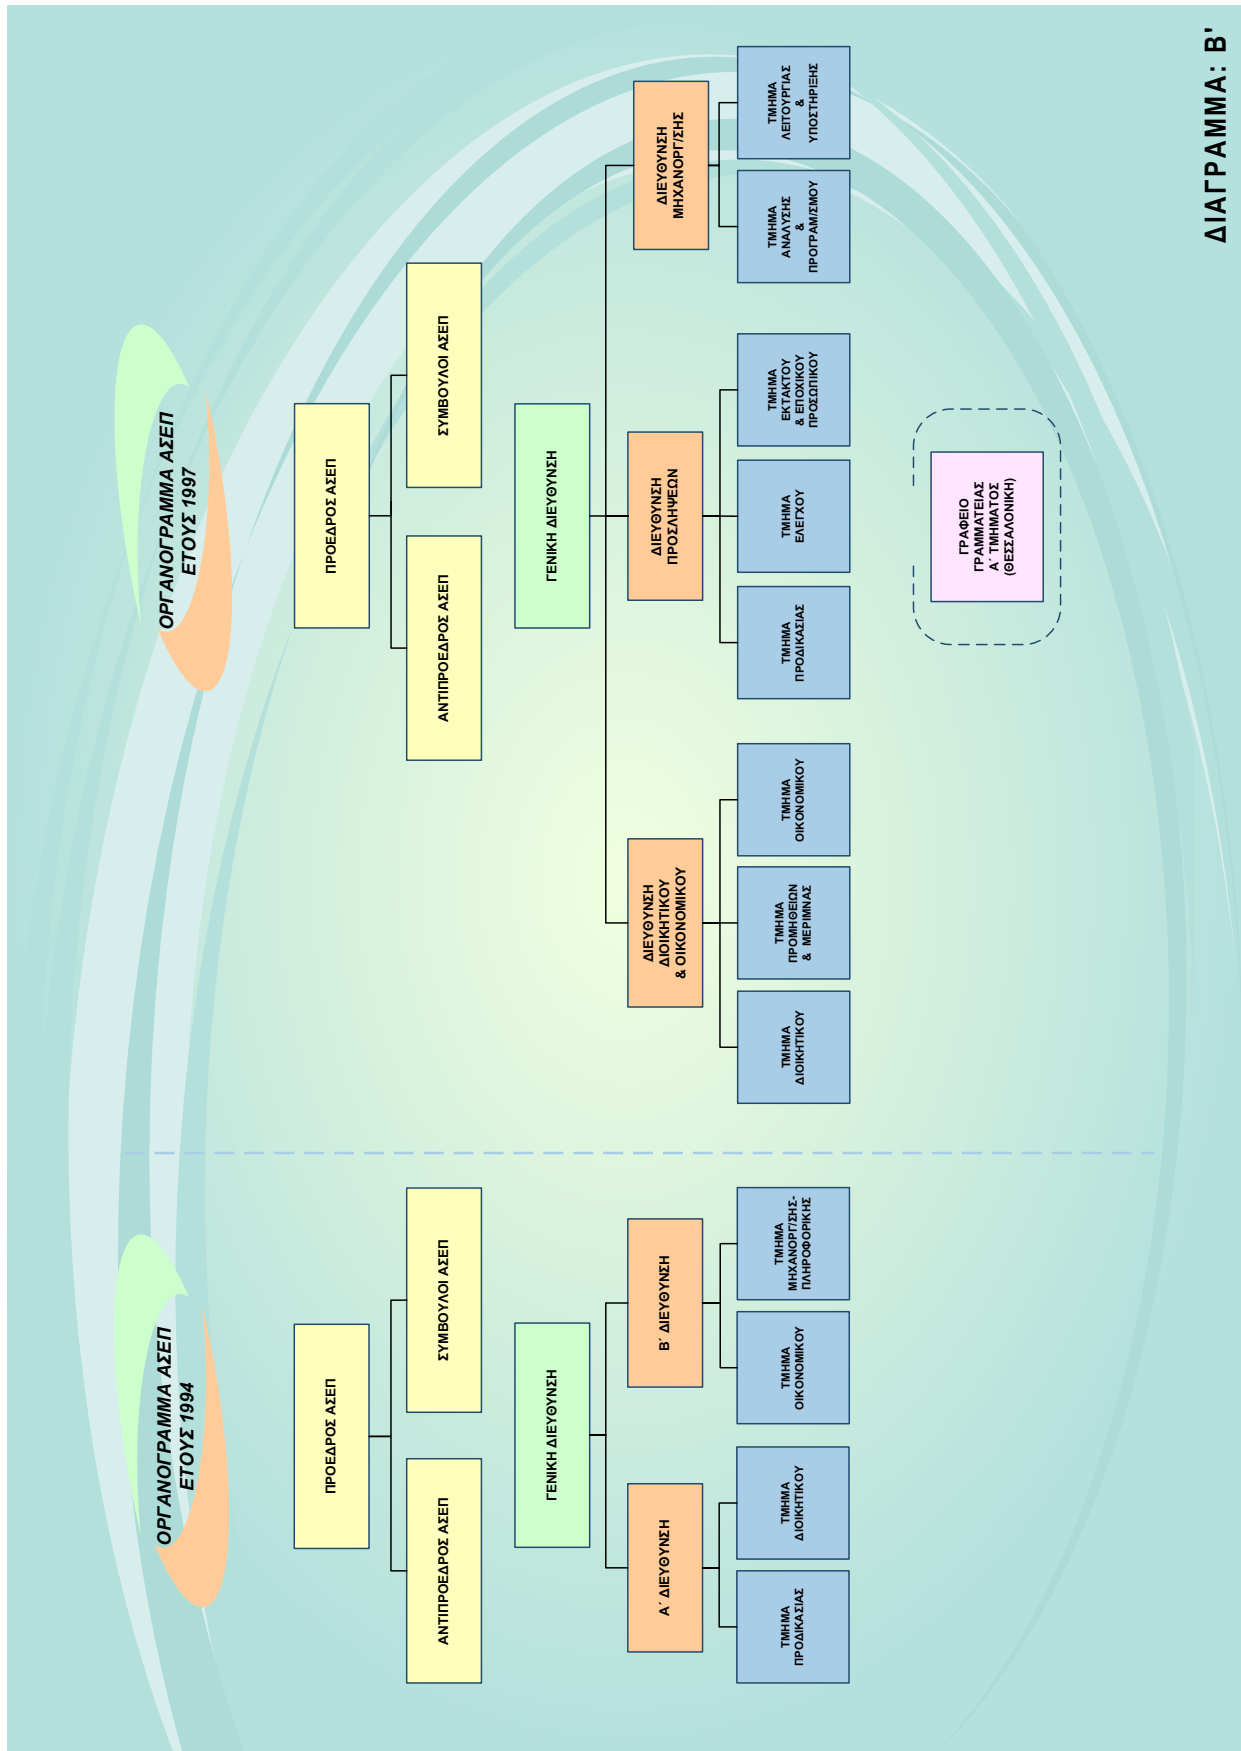 ΟΡΓΑΝΟΓΡΑΜΜΑ ΑΣΕΠ
ΕΤΟΥΣ 1994
ΠΡΟΕΔΡΟΣ ΑΣΕΠ
ΑΝΤΙΠΡΟΕΔΡΟΣ ΑΣΕΠ
ΣΥΜΒΟΥΛΟΙ ΑΣΕΠ
ΓΕΝΙΚΗ ΔΙΕΥΘΥΝΣΗ
Α΄ ΔΙΕΥΘΥΝΣΗ
Β΄ ΔΙΕΥΘΥΝΣΗ
ΤΜΗΜΑ
ΠΡΟΔΙΚΑΣΙΑΣ
ΤΜΗΜΑ
ΔΙΟΙΚΗΤΙΚΟΥ
ΤΜΗΜΑ
ΟΙΚΟΝΟΜΙΚΟΥ
ΤΜΗΜΑ
ΜΗΧΑΝΟΡΓ/ΣΗΣ-
ΠΛΗΡΟΦΟΡΙΚΗΣ
ΟΡΓΑΝΟΓΡΑΜΜΑ ΑΣΕΠ
ΕΤΟΥΣ 1997
ΠΡΟΕΔΡΟΣ ΑΣΕΠ
ΑΝΤΙΠΡΟΕΔΡΟΣ ΑΣΕΠ
ΣΥΜΒΟΥΛΟΙ ΑΣΕΠ
ΓΕΝΙΚΗ ΔΙΕΥΘΥΝΣΗ
ΔΙΕΥΘΥΝΣΗ
ΔΙΟΙΚΗΤΙΚΟΥ
& ΟΙΚΟΝΟΜΙΚΟΥ
ΔΙΕΥΘΥΝΣΗ
ΠΡΟΣΛΗΨΕΩΝ
ΔΙΕΥΘΥΝΣΗ
ΜΗΧΑΝΟΡΓ/ΣΗΣ
ΤΜΗΜΑ
ΔΙΟΙΚΗΤΙΚΟΥ
ΤΜΗΜΑ
ΠΡΟΜΗΘΕΙΩΝ
& ΜΕΡΙΜΝΑΣ
ΤΜΗΜΑ
ΟΙΚΟΝΟΜΙΚΟΥ
ΤΜΗΜΑ
ΠΡΟΔΙΚΑΣΙΑΣ
ΤΜΗΜΑ
ΕΛΕΓΧΟΥ
ΤΜΗΜΑ
ΕΚΤΑΚΤΟΥ
& ΕΠΟΧΙΚΟΥ
ΠΡΟΣΩΠΙΚΟΥ
ΤΜΗΜΑ
ΑΝΑΛΥΣΗΣ
&
ΠΡΟΓΡΑΜ/ΣΜΟΥ
ΤΜΗΜΑ
ΛΕΙΤΟΥΡΓΙΑΣ
&
ΥΠΟΣΤΗΡΙΞΗΣ
ΓΡΑΦΕΙΟ
ΓΡΑΜΜΑΤΕΙΑΣ
Α΄ ΤΜΗΜΑΤΟΣ
(ΘΕΣΣΑΛΟΝΙΚΗ)
ΔΙΑΓΡΑΜΜΑ: Β'